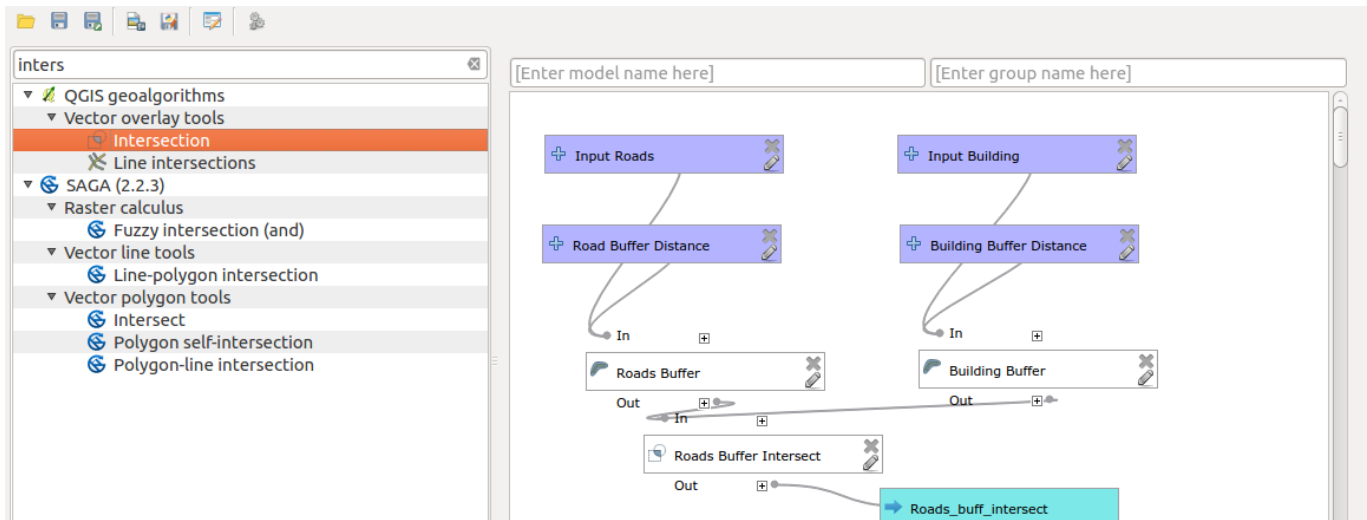 inters
[Enter model name here]
[Enter group name here]
QGIS geoalgorithms
Vector overlay tools
Intersection
Line intersections
SAGA (2.2.3)
Raster calculus
Fuzzy intersection (and)
Vector line tools
Line-polygon intersection
Vector polygon tools
Intersect
Polygon self-intersection
Polygon-line intersection
Input Roads
Input Building
Road Buffer Distance
Building Buffer Distance
In
In
Roads Buffer
Building Buffer
Out
Out
In
Roads Buffer Intersect
Out
Roads_buff_intersect